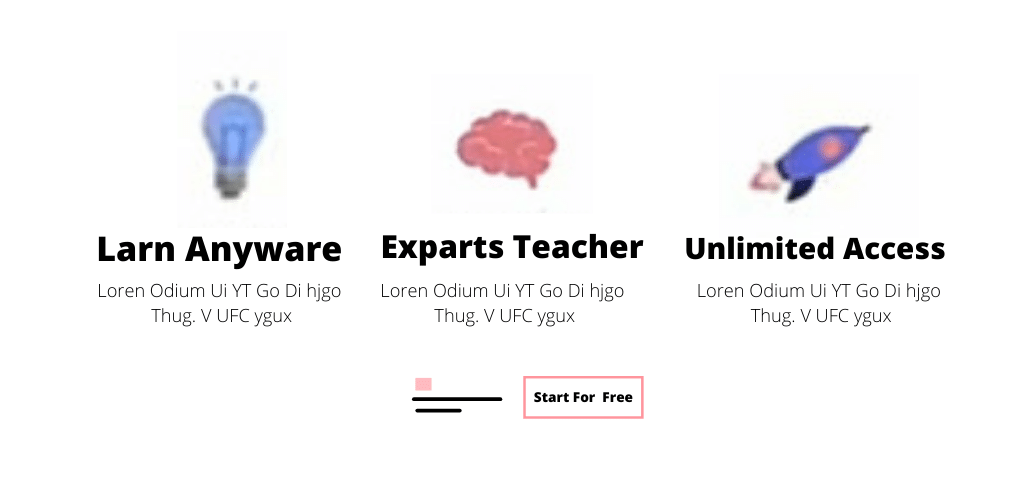 Larn Anyware
Loren Odium Ui YT Go Di hjgo
Thug. V UFC ygux
Exparts Teacher
Loren Odium Ui YT Go Di hjgo
Thug. V UFC ygux
Unlimited Access
Loren Odium Ui YT Go Di hjgo
Thug. V UFC ygux
Start For Free